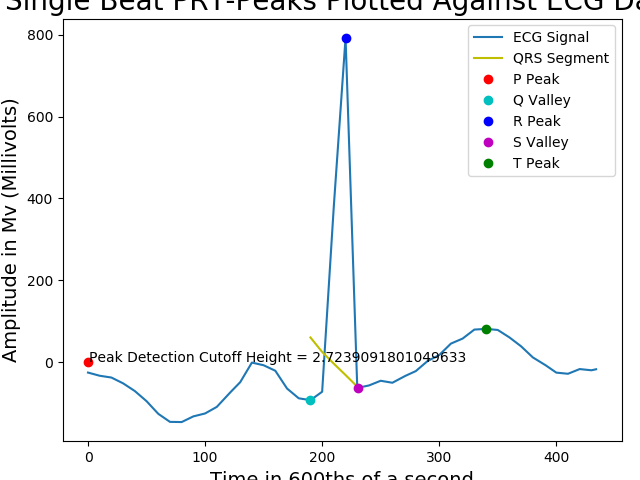 Single Beat PRT-Peaks Plotted Against ECG Da
800
600
400
200
0
Amplitude in Mv (Millivolts)
ECG Signal
QRS Segment
P Peak
Q Valley
R Peak
S Valley
T Peak
Peak Detection Cutoff Height = 2.7239091801049633
0 100 200 300 400
Time in 600ths of a second